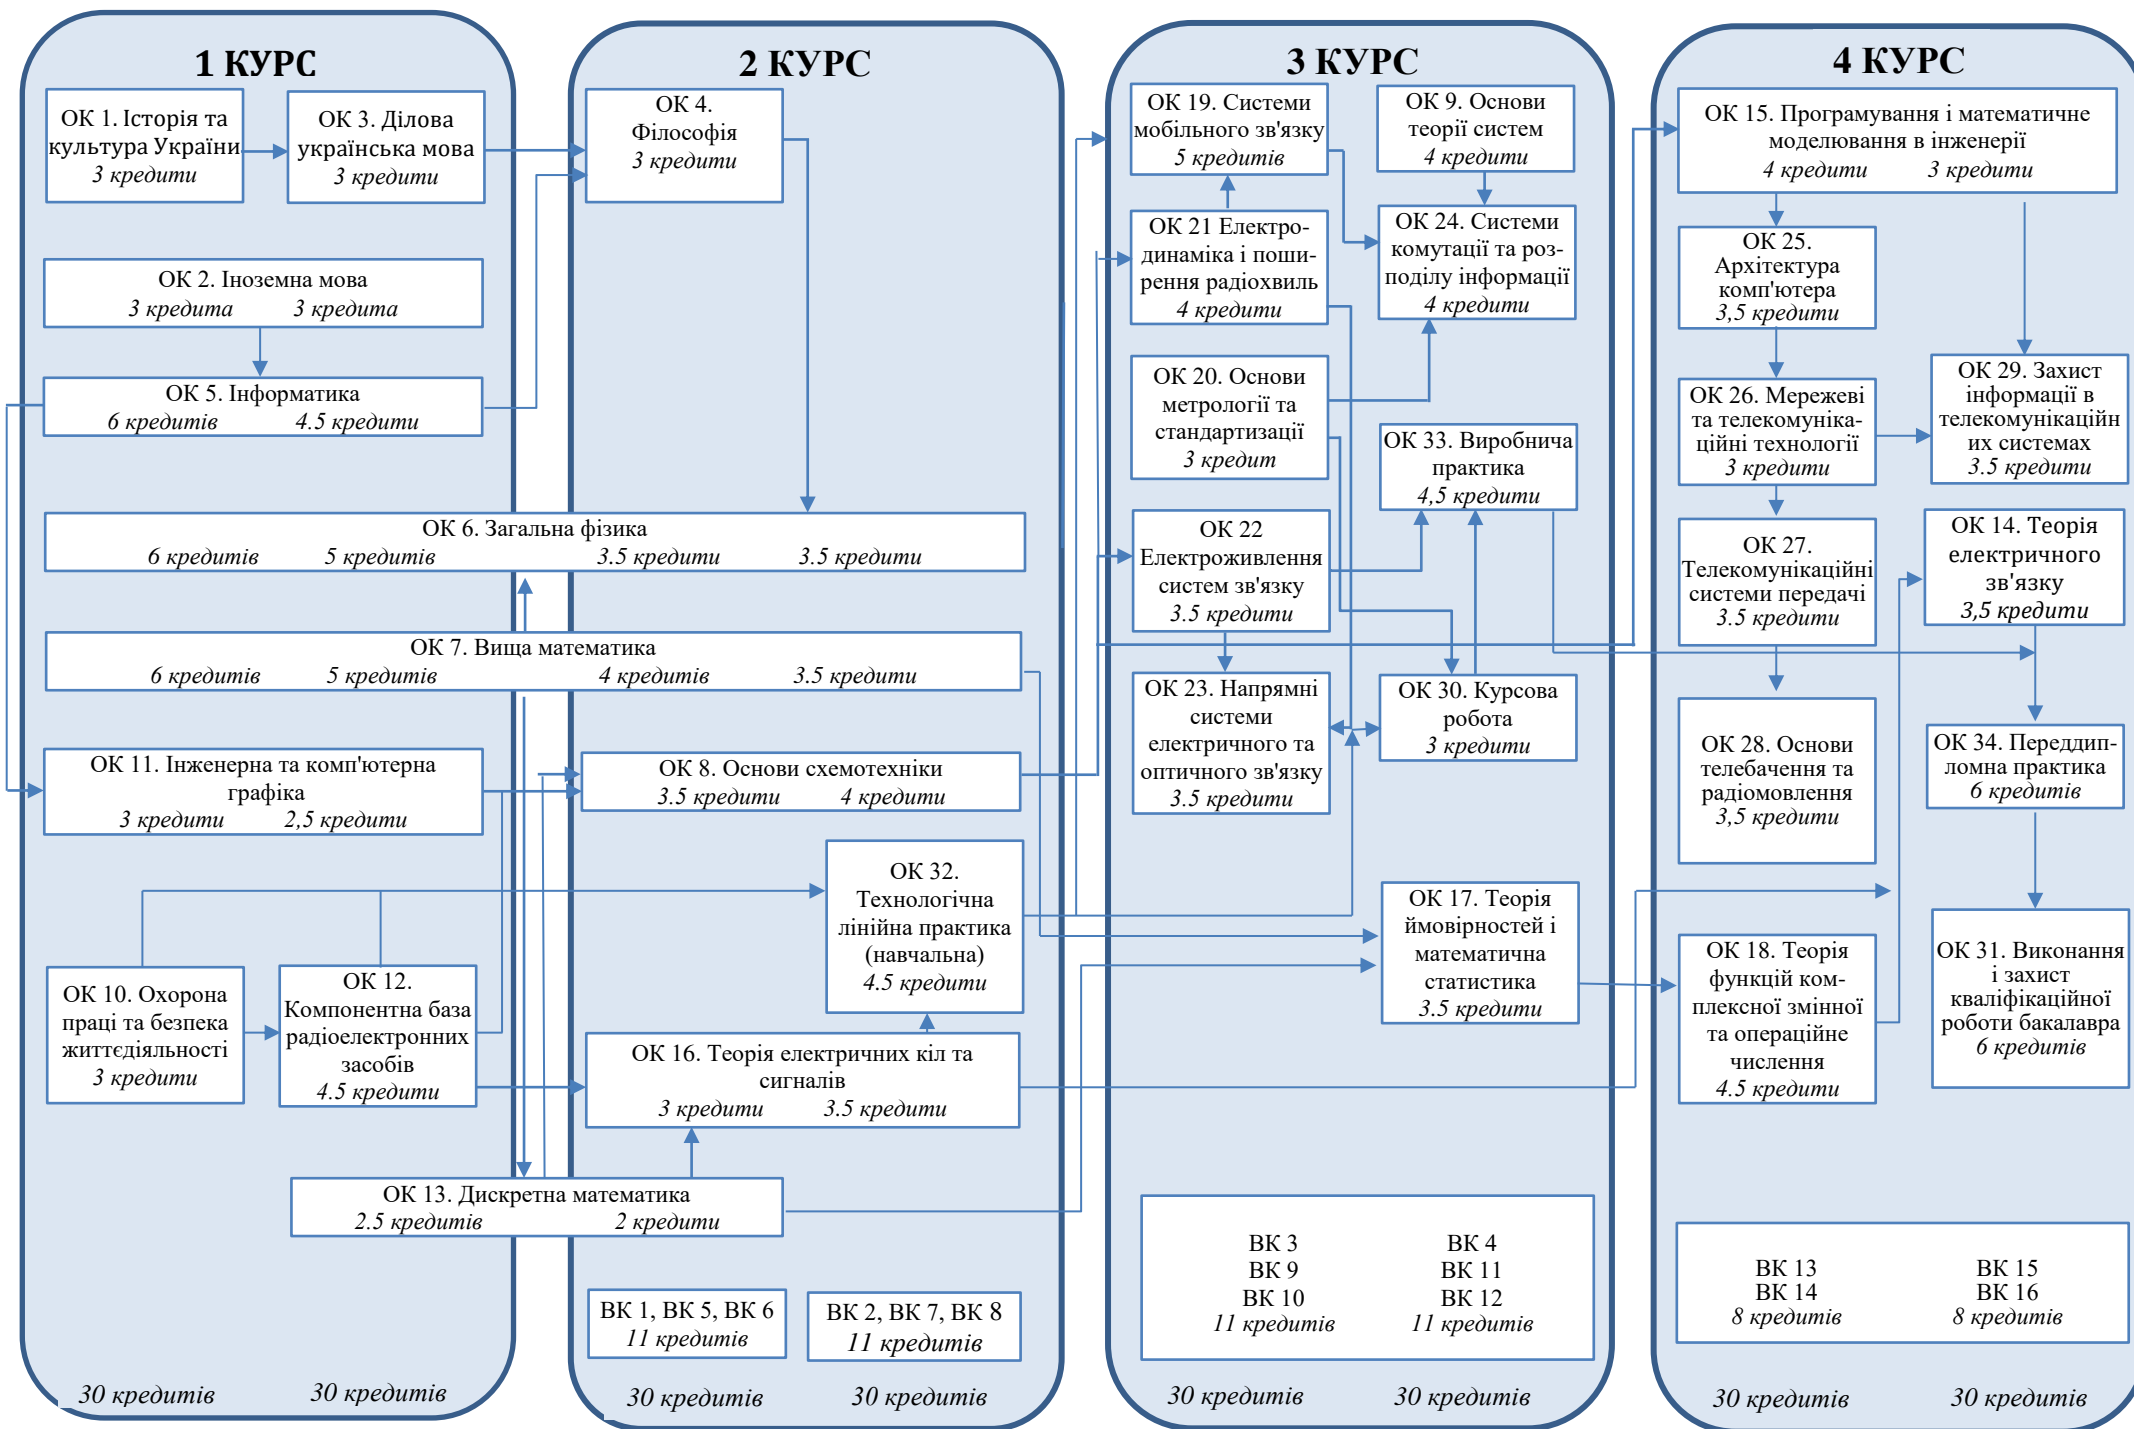 1 КУРС
ОК 1. Історія та
культура України
3 кредити
ОК 3. Ділова
українська мова
3 кредити
ОК 2. Іноземна мова
3 кредита 3 кредита
ОК 5. Інформатика
6 кредитів 4.5 кредити
ОК 6. Загальна фізика
6 кредитів 5 кредитів 3.5 кредити 3.5 кредити
ОК 7. Вища математика
6 кредитів 5 кредитів 4 кредитів 3.5 кредити
ОК 11. Інженерна та комп'ютерна
графіка
3 кредити 2,5 кредити
ОК 10. Охорона
праці та безпека
життєдіяльності
3 кредити
ОК 12.
Компонентна база
радіоелектронних
засобів
4.5 кредити
ОК 13. Дискретна математика
2.5 кредитів 2 кредити
30 кредитів 30 кредитів
2 КУРС
ОК 4.
Філософія
3 кредити
ОК 8. Основи схемотехніки
3.5 кредити 4 кредити
ОК 32.
Технологічна
лінійна практика
(навчальна)
4.5 кредити
ОК 16. Теорія електричних кіл та
сигналів
3 кредити 3.5 кредити
ВК 1, ВК 5, ВК 6
11 кредитів
ВК 2, ВК 7, ВК 8
11 кредитів
30 кредитів 30 кредитів
3 КУРС
ОК 19. Системи
мобільного зв'язку
5 кредитів
ОК 9. Основи
теорії систем
4 кредити
ОК 21 Електро-
динаміка і поши-
рення радіохвиль
4 кредити
ОК 24. Системи
комутації та роз-
поділу інформації
4 кредити
ОК 20. Основи
метрології та
стандартизації
3 кредит
ОК 33. Виробнича
практика
4,5 кредити
ОК 22
Електроживлення
систем зв'язку
3.5 кредити
ОК 23. Напрямні
системи
електричного та
оптичного зв'язку
3.5 кредити
ОК 30. Курсова
робота
3 кредити
ОК 17. Теорія
ймовірностей і
математична
статистика
3.5 кредити
ВК 3 ВК 4
ВК 9 ВК 11
ВК 10 ВК 12
11 кредитів 11 кредитів
30 кредитів 30 кредитів
4 КУРС
ОК 15. Програмування і математичне
моделювання в інженерії
4 кредити 3 кредити
ОК 25.
Архітектура
комп'ютера
3,5 кредити
ОК 26. Мережеві
та телекомуніка-
ційні технології
3 кредити
ОК 29. Захист
інформації в
телекомунікаційн
их системах
3.5 кредити
ОК 27.
Телекомунікаційні
системи передачі
3.5 кредити
ОК 14. Теорія
електричного
зв'язку
3,5 кредити
ОК 28. Основи
телебачення та
радіомовлення
3,5 кредити
ОК 34. Переддип-
ломна практика
6 кредитів
ОК 18. Теорія
функцій ком-
плексної змінної
та операційне
числення
4.5 кредити
ОК 31. Виконання
і захист
кваліфікаційної
роботи бакалавра
6 кредитів
ВК 13 ВК 15
ВК 14 ВК 16
8 кредитів 8 кредитів
30 кредитів 30 кредитів